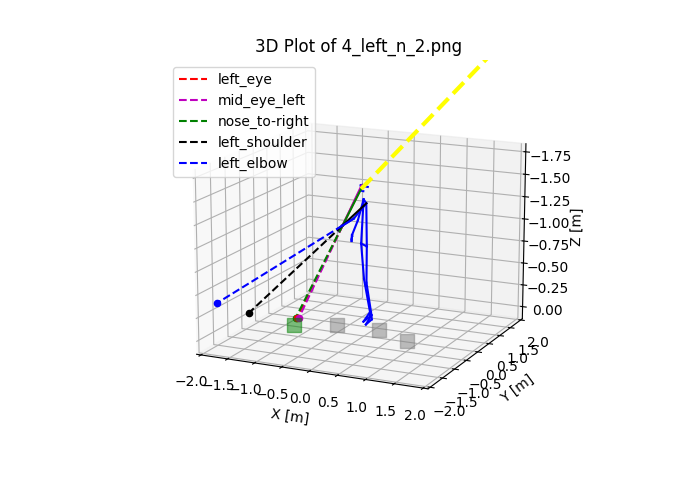 3D Plot of 4_left_n_2.png
left_eye
mid_eye_left
nose_to-right
left_shoulder
left_elbow
−1.75
−1.50
−1.25
−1.00
−0.75
−0.50
−0.25
0.00
Z [m]
−2.0
−1.5
−1.0
−0.5
0.0
0.5
1.0
1.5
2.0
X [m]
−2.0
−1.5
−1.0
−0.5
0.0
0.5
1.0
1.5
2.0
Y [m]